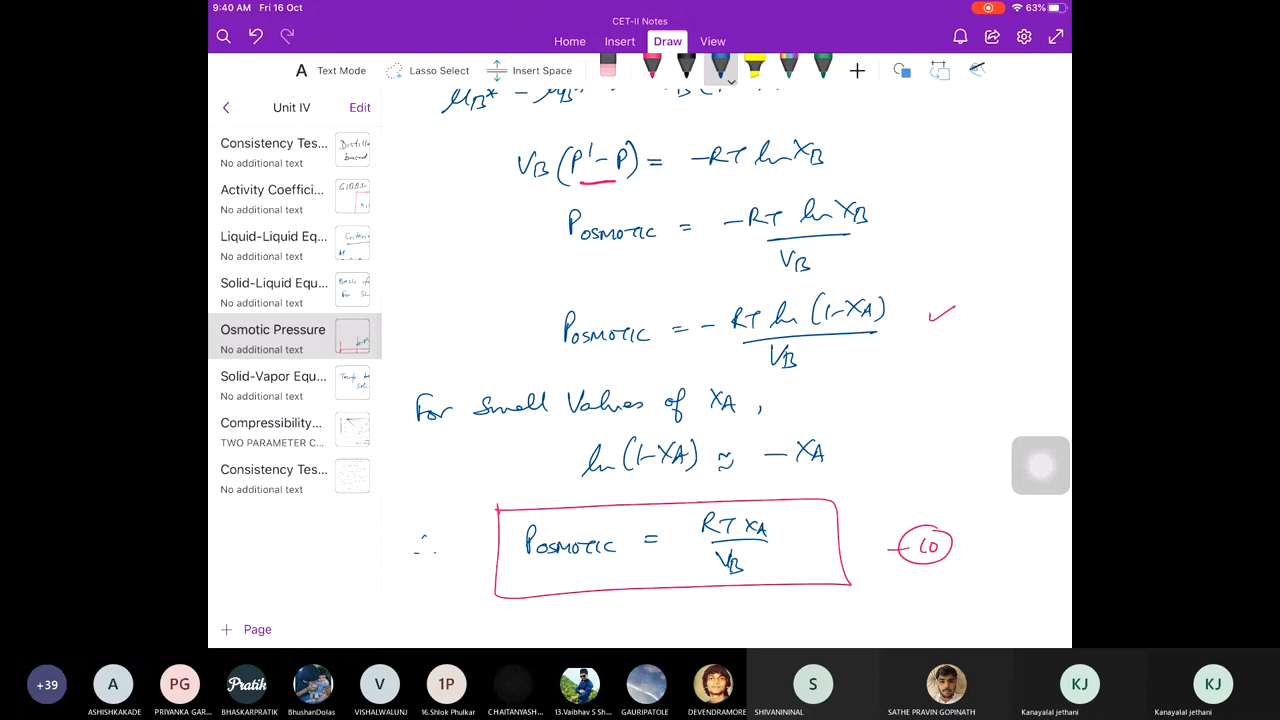 9:40 AM Fri 16 Oct
63%
CET-II Notes
Home Insert Draw View
A Text Mode Lasso Select Insert Space
Unit IV Edit
Consistency Tes...
No additional text
Activity Coeffici...
No additional text
Liquid-Liquid Eq...
No additional text
Solid-Liquid Equ...
No additional text
Osmotic Pressure
No additional text
Solid-Vapor Equ...
No additional text
Compressibility...
TWO PARAMETER C...
Consistency Tes...
No additional text
+ Page
VB (P' - P) = -RT ln XB
POSMOTIC = -RT ln XB
VB
POSMOTIC = - RT ln (1-XA) ✓
VB
For Small Values of XA,
ln (1-XA) ≈ - XA
∴ POSMOTIC = RT XA
VB
10
+39
A
PG
Pratik
V
1P
S
KJ
KJ
ASHISHKAKADE
PRIYANKA GAR...
BHASKARPRATIK
BhushanDolas
VISHALWALUNJ
16.Shlok Phulkar
CHAITANYASH...
13.Vaibhav S Sh...
GAURIPATOLE
DEVENDRAMORE
SHIVANININAL
SATHE PRAVIN GOPINATH
Kanayalal jethani
Kanayalal jethani